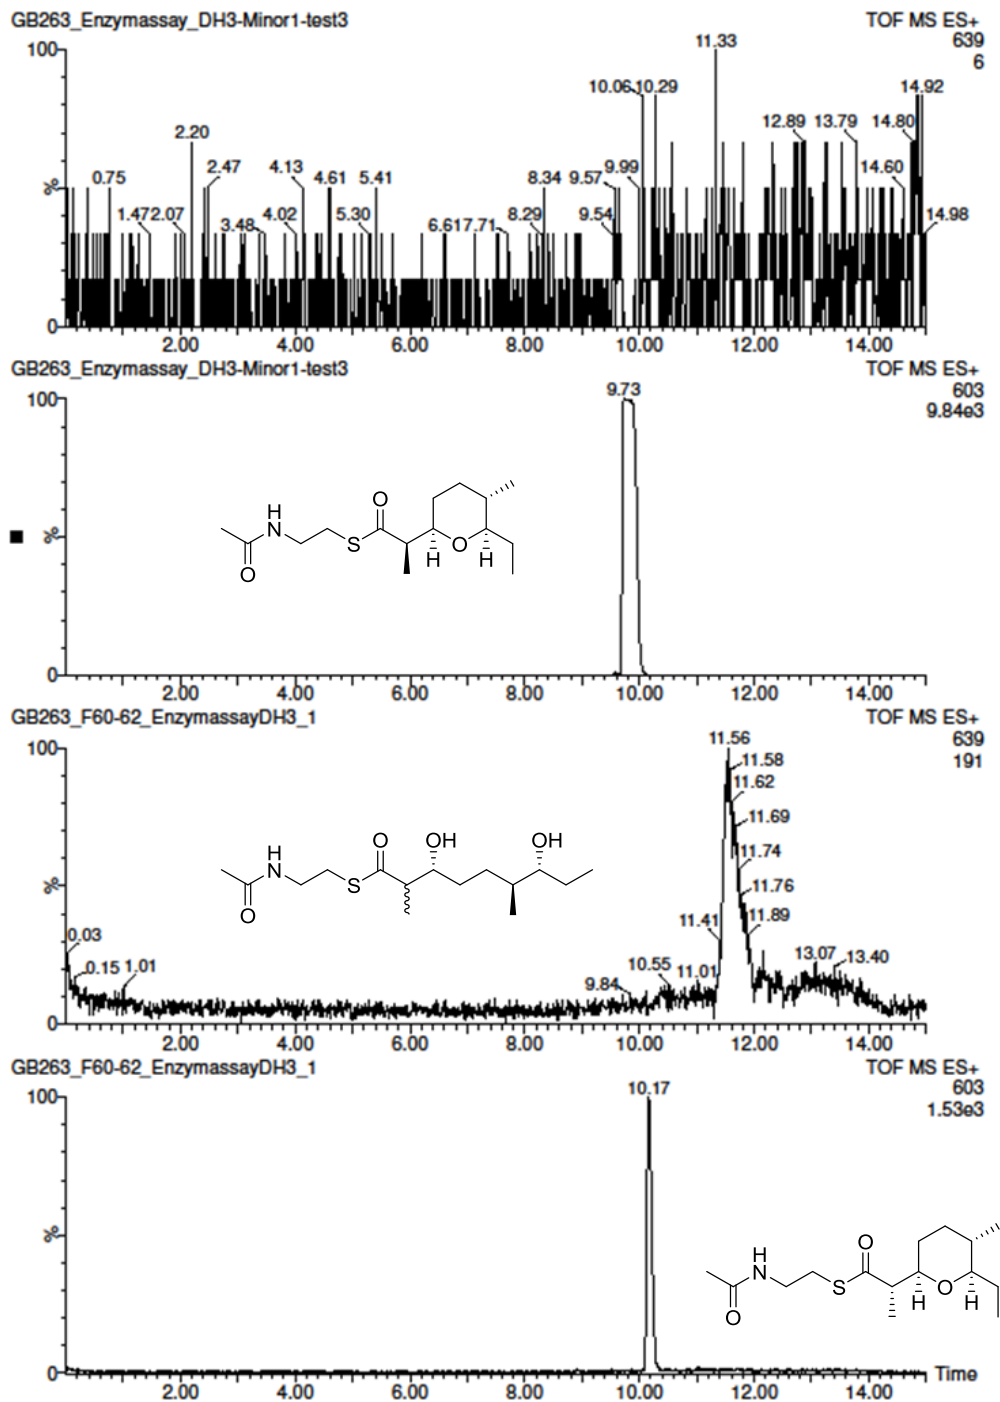 GB263_Enzymassay_DH3-Minor1-test3 TOF MS ES+
639
6
100
%
0
11.33
10.06 10.29 14.92
2.20 12.89 13.79 14.80
0.75 2.47 4.13 4.61 5.41 8.34 9.57 9.99 14.60
1.47 2.07 3.48 4.02 5.30 6.61 7.71 8.29 9.54 14.98
2.00 4.00 6.00 8.00 10.00 12.00 14.00
GB263_Enzymassay_DH3-Minor1-test3 TOF MS ES+
603
9.84e3
100
%
0
9.73
O H N O S O H H
2.00 4.00 6.00 8.00 10.00 12.00 14.00
GB263_F60-62_EnzymassayDH3_1 TOF MS ES+
639
191
100
%
0
11.56
11.58
11.62
11.69
11.74
11.76
11.41 11.89
0.03
0.15 1.01 9.84 10.55 11.01 13.07 13.40
O H N O S OH OH
2.00 4.00 6.00 8.00 10.00 12.00 14.00
GB263_F60-62_EnzymassayDH3_1 TOF MS ES+
603
1.53e3
100
%
0
10.17
O H N O S O H H
Time
2.00 4.00 6.00 8.00 10.00 12.00 14.00